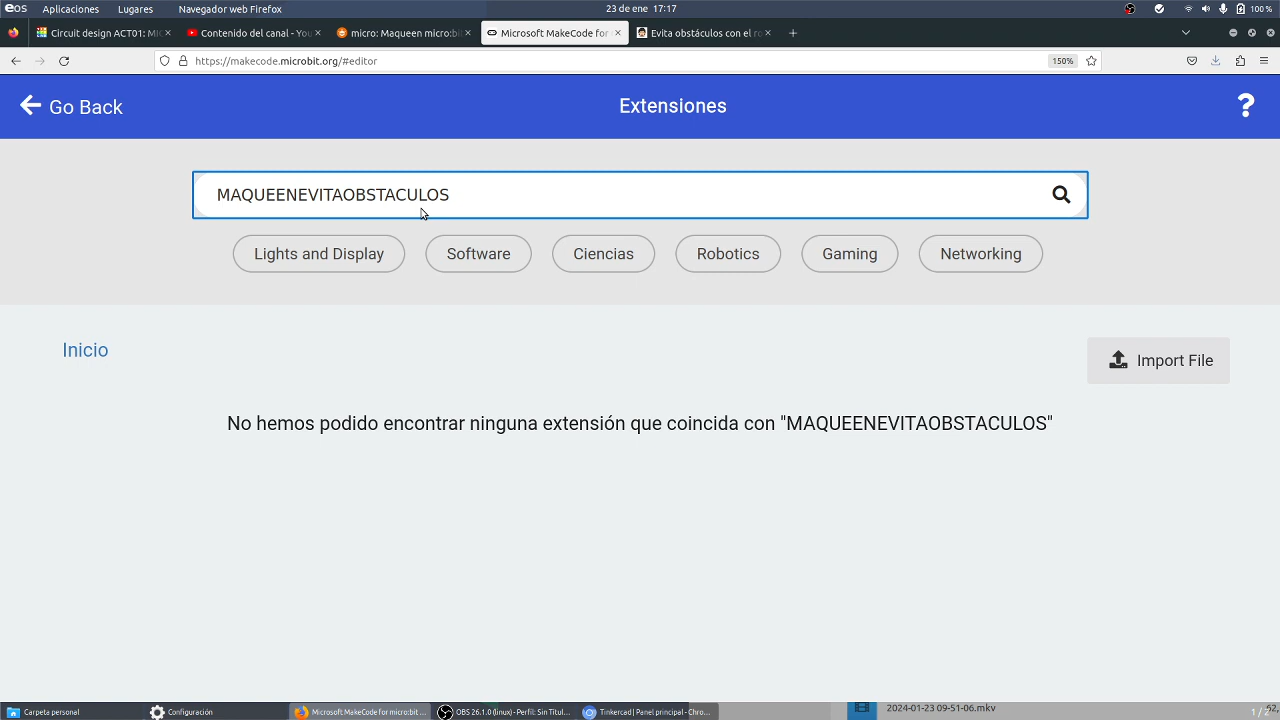 eos Aplicaciones Lugares Navegador web Firefox 23 de ene 17:17 100 %
Circuit design ACT01: MIC Contenido del canal - You micro: Maqueen micro:bi Microsoft MakeCode for Evita obstáculos con el ro
https://makecode.microbit.org/#editor 150%
Go Back Extensiones ?
MAQUEENEVITAOBSTACULOS
Lights and Display Software Ciencias Robotics Gaming Networking
Inicio Import File
No hemos podido encontrar ninguna extensión que coincida con "MAQUEENEVITAOBSTACULOS"
Carpeta personal Configuración Microsoft MakeCode for micro:bit ... OBS 26.1.0 (linux) - Perfil: Sin Títul... Tinkercad | Panel principal - Chro... 2024-01-23 09-51-06.mkv